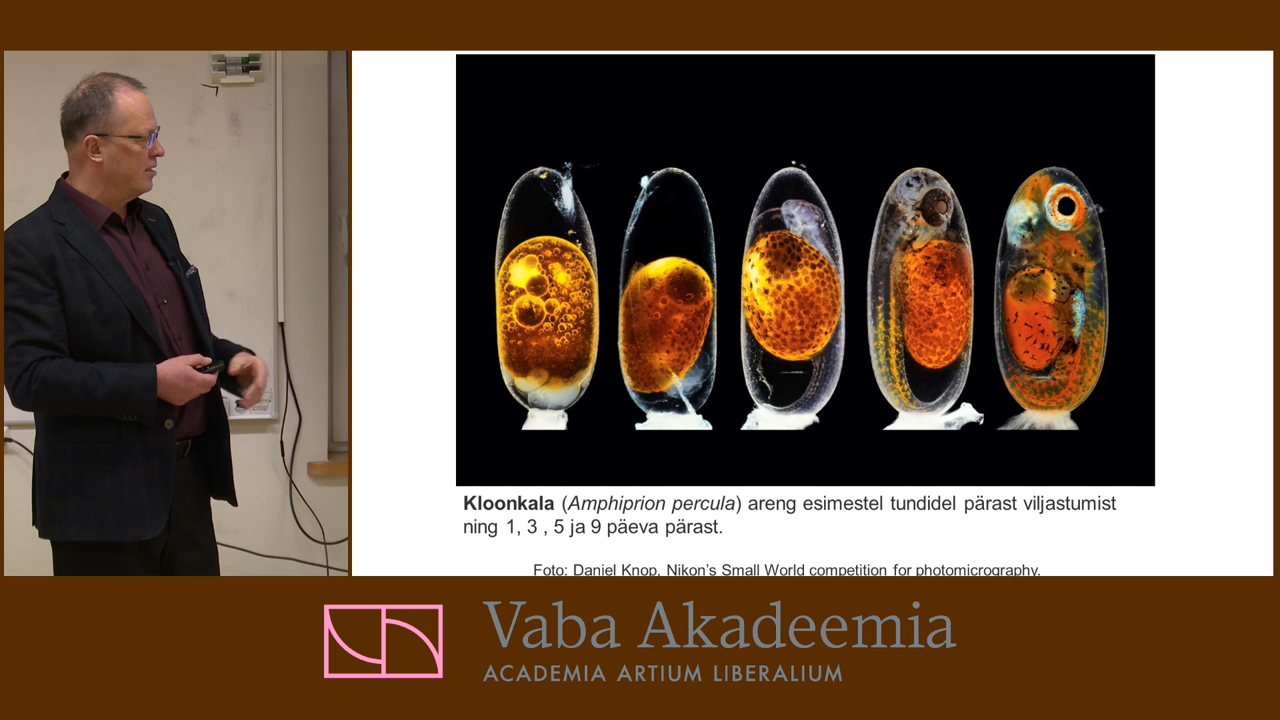 Kloonkala (Amphiprion percula) areng esimestel tundidel pärast viljastumist
ning 1, 3 , 5 ja 9 päeva pärast.
Foto: Daniel Knop, Nikon's Small World competition for photomicrography.
Vaba Akadeemia
ACADEMIA ARTIUM LIBERALIUM